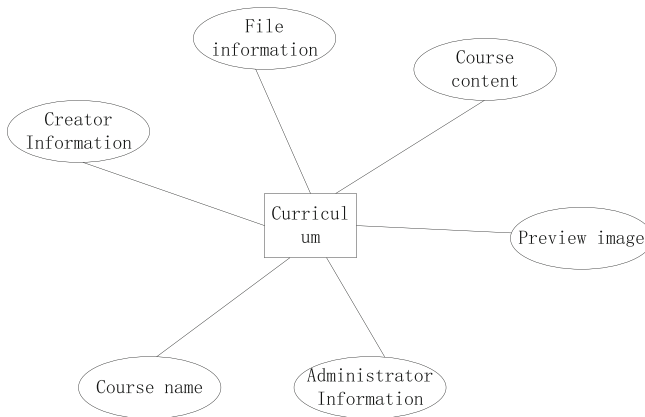 File
information
Course
content
Creator
Information
Curricul
um
Preview image
Course name
Administrator
Information